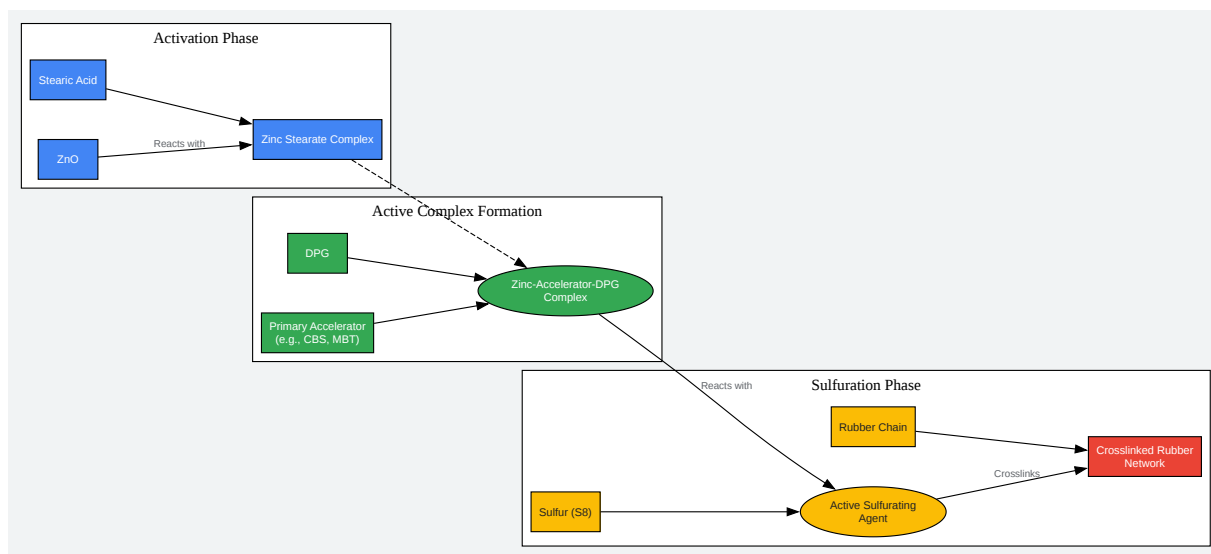 Activation Phase
Stearic Acid
ZnO
Reacts with
Zinc Stearate Complex
Active Complex Formation
DPG
Primary Accelerator
(e.g., CBS, MBT)
Zinc-Accelerator-DPG
Complex
Reacts with
Sulfuration Phase
Rubber Chain
Sulfur (S8)
Active Sulfurating
Agent
Crosslinks
Crosslinked Rubber
Network